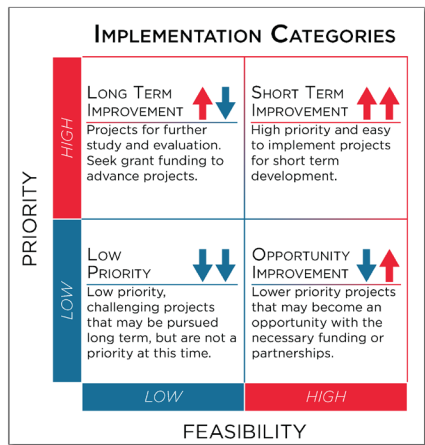 IMPLEMENTATION CATEGORIES
LONG TERM
IMPROVEMENT
Projects for further
study and evaluation.
Seek grant funding to
advance projects.
SHORT TERM
IMPROVEMENT
High priority and easy
to implement projects
for short term
development.
LOW
PRIORITY
Low priority,
challenging projects
that may be pursued
long term, but are not a
priority at this time.
OPPORTUNITY
IMPROVEMENT
Lower priority projects
that may become an
opportunity with the
necessary funding or
partnerships.
PRIORITY
HIGH
LOW
LOW
HIGH
FEASIBILITY